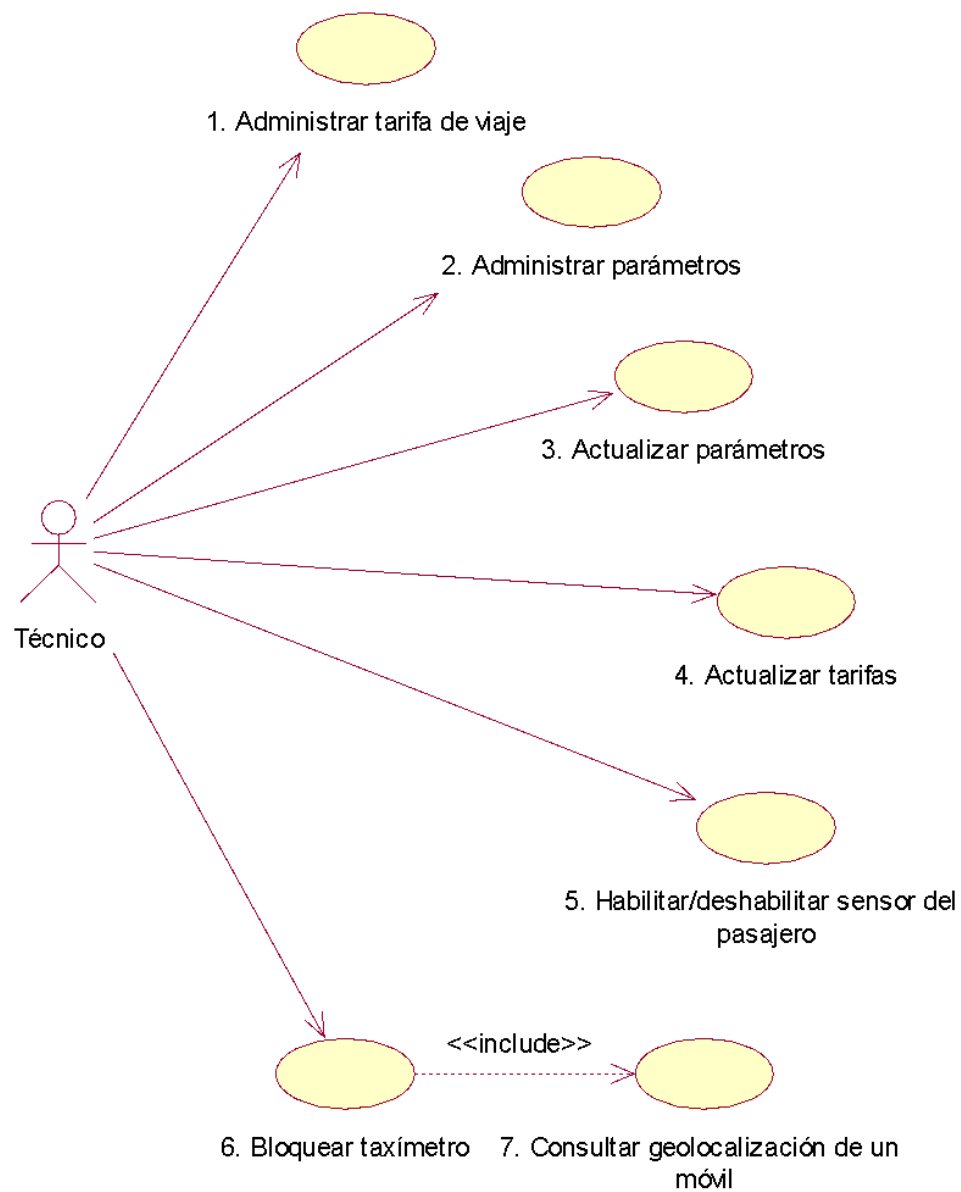 1. Administrar tarifa de viaje
2. Administrar parámetros
3. Actualizar parámetros
Técnico
4. Actualizar tarifas
5. Habilitar/deshabilitar sensor del
pasajero
<<include>>
6. Bloquear taxímetro
7. Consultar geolocalización de un
móvil